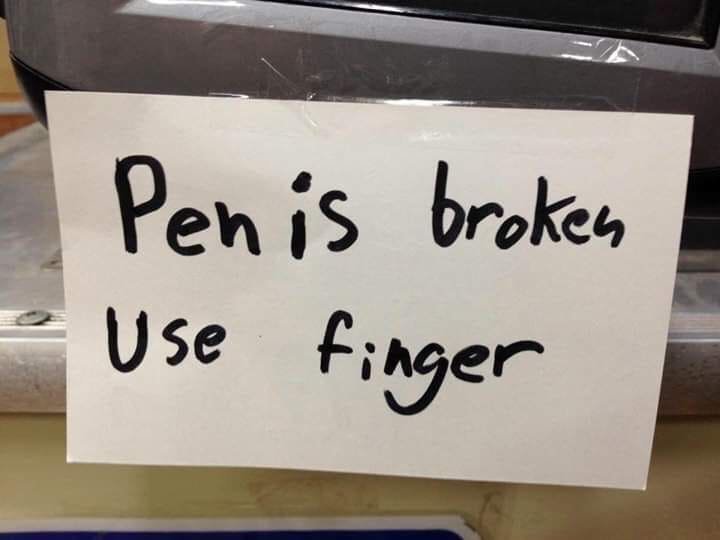 Pen is broken
Use finger